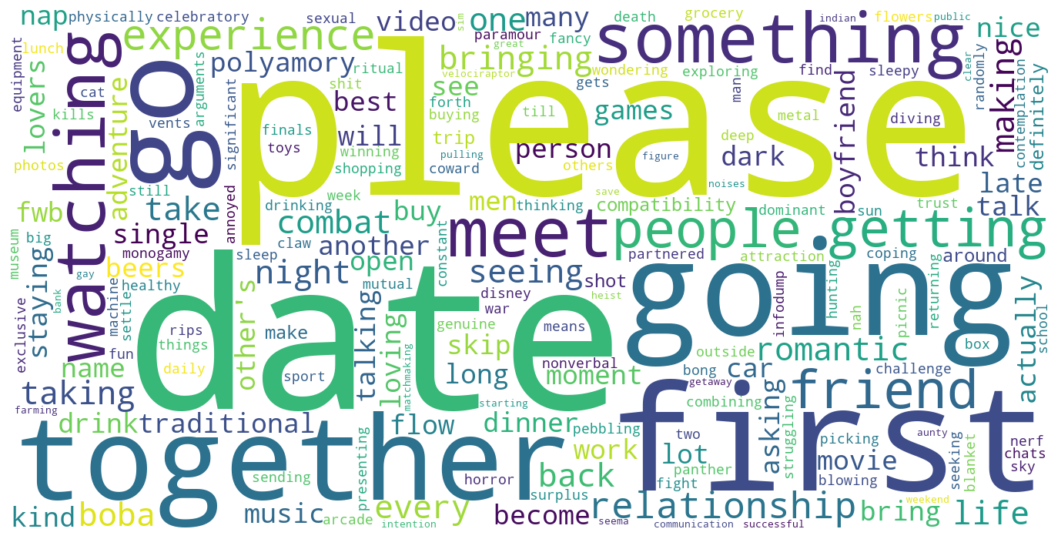 nap
physically
celebratory
sexual
video
paramour
one
death
many
grocery
indian
flowers
public
nice
lunch
experience
ritual
bringing
great
fancy
something
equipment
cat
polyamory
shit
forth
see
velociraptor
wondering
exploring
find
sleepy
randomly
clear
lovers
kills
vents
arguments
significant
finals
toys
best
buying
gets
till
trip
games
man
metal
diving
making
contemplation
definitely
watching
go
please
adventure
photos
will
winning
shopping
coward
pulling
person
others
figure
deep
dark
boyfriend
think
noises
fwb
still
take
annoyed
drinking
week
men
thinking
save
compatibility
dominant
sun
trust
late
talk
museum
big
single
monogamy
combat
buy
another
claw
constant
meet
people
attraction
partnered
getting
coping
around
staying
gay
beers
sleep
night
open
mutual
seeing
shot
hunting
returning
school
bank
healthy
settle
machine
other's
disney
war
heist
infodump
going
nah
picnic
box
actually
exclusive
rips
things
fun
make
talking
loving
genuine
means
skip
moment
nonverbal
outside
romantic
name
daily
sport
matchmaking
long
getaway
car
challenge
taking
farming
date
starting
combining
bong
friend
drink
traditional
flow
dinner
pebbling
two
asking
struggling
picking
movie
aunty
seeking
blanket
nerf
chats
sky
together
first
sending
presenting
horror
work
back
lot
panther
fight
blowing
kind
boba
music
arcade
intention
every
become
surplus
seema
relationship
communication
successful
bring
weekend
life
sim